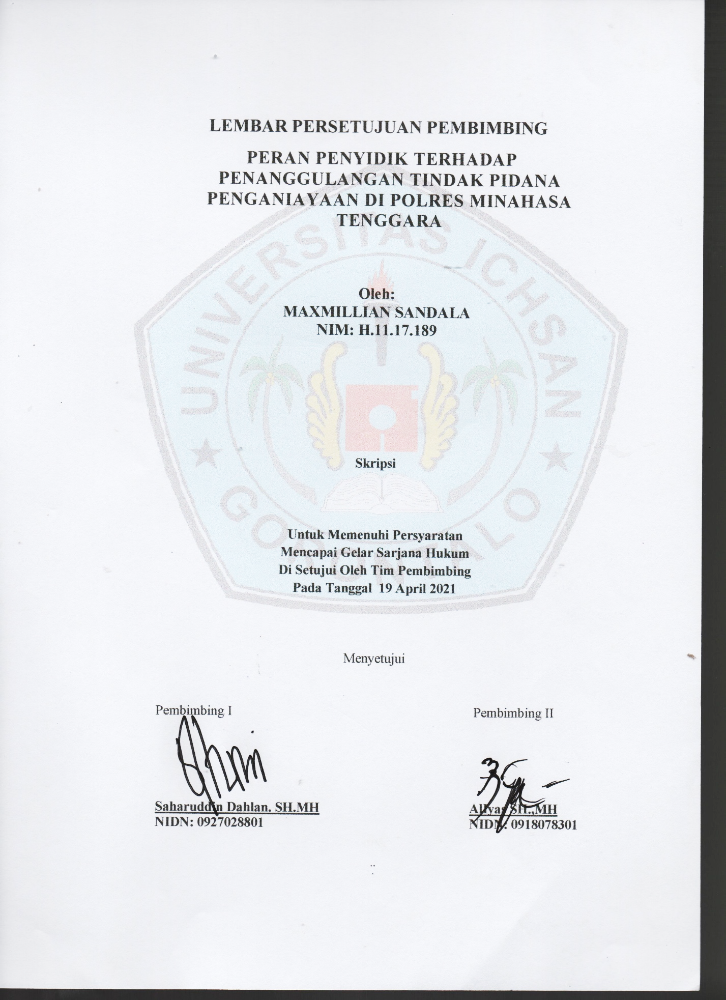 LEMBAR PERSETUJUAN PEMBIMBING
PERAN PENYIDIK TERHADAP
PENANGGULANGAN TINDAK PIDANA
PENGANIAYAAN DI POLRES MINAHASA
TENGGARA
UNIVERSITAS ICHSAN
Oleh:
MAXMILLIAN SANDALA
NIM: H.11.17.189
Skripsi
GORONTALO
Untuk Memenuhi Persyaratan
Mencapai Gelar Sarjana Hukum
Di Setujui Oleh Tim Pembimbing
Pada Tanggal 19 April 2021
Menyetujui
Pembimbing I
Pembimbing II
Saharuddin Dahlan. SH.MH
NIDN: 0927028801
Allyas SH.,MH
NIDN: 0918078301